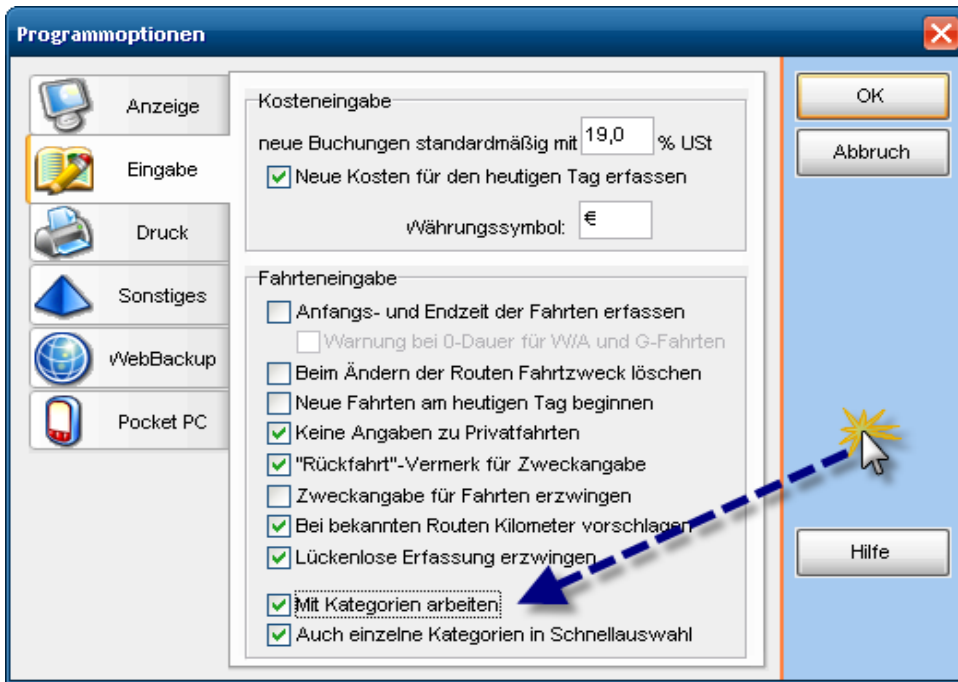 Programmoptionen
Anzeige
Eingabe
Druck
Sonstiges
WebBackup
Pocket PC
Kosteneingabe
neue Buchungen standardmäßig mit 19,0 % USt
Neue Kosten für den heutigen Tag erfassen
Währungssymbol: €
Fahrteneingabe
Anfangs- und Endzeit der Fahrten erfassen
Warnung bei 0-Dauer für W/A und G-Fahrten
Beim Ändern der Routen Fahrtzweck löschen
Neue Fahrten am heutigen Tag beginnen
Keine Angaben zu Privatfahrten
"Rückfahrt"-Vermerk für Zweckangabe
Zweckangabe für Fahrten erzwingen
Bei bekannten Routen Kilometer vorschlagen
Lückenlose Erfassung erzwingen
Mit Kategorien arbeiten
Auch einzelne Kategorien in Schnellauswahl
OK
Abbruch
Hilfe